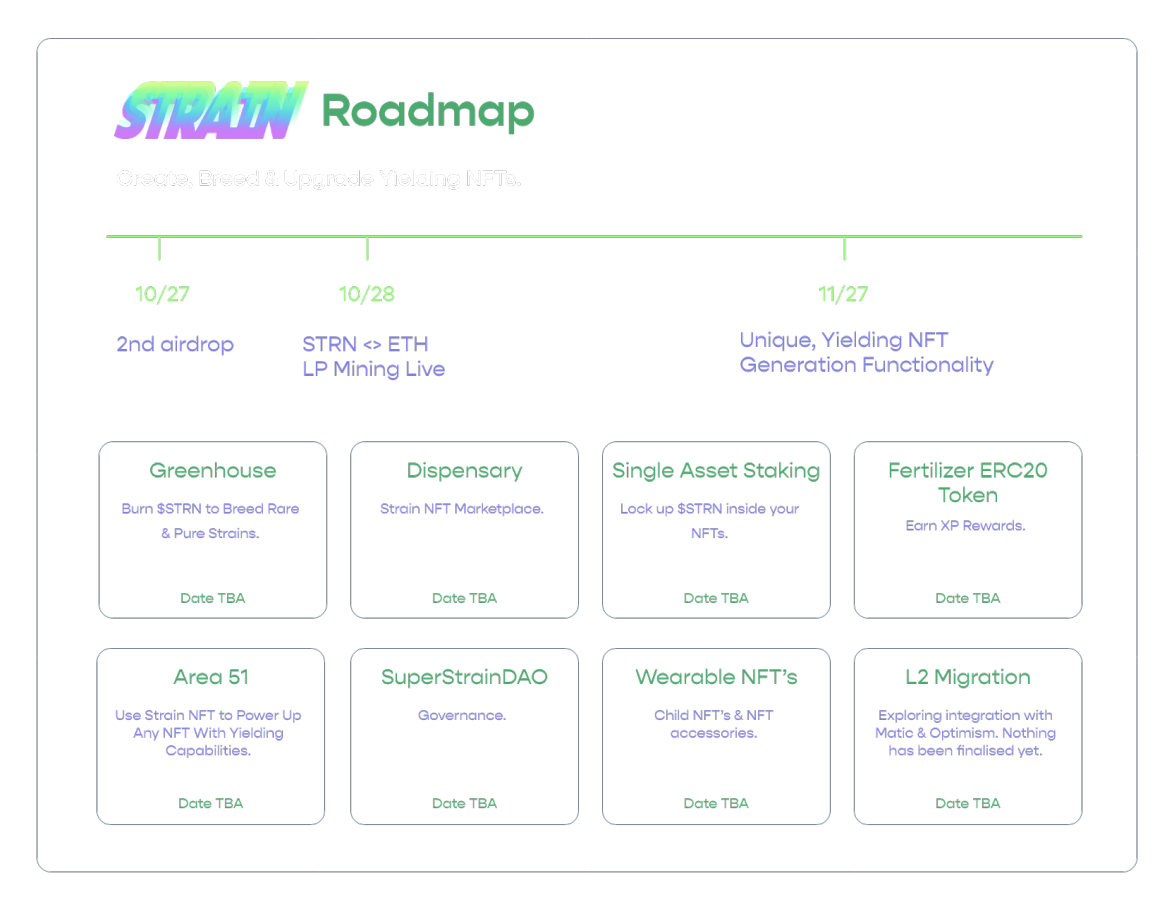 STRAIN Roadmap
Create, Breed & Upgrade Yielding NFTs.
10/27
10/28
11/27
2nd airdrop
STRN <> ETH
LP Mining Live
Unique, Yielding NFT
Generation Functionality
Greenhouse
Burn $STRN to Breed Rare
& Pure Strains.
Date TBA
Dispensary
Strain NFT Marketplace.
Date TBA
Single Asset Staking
Lock up $STRN inside your
NFTs.
Date TBA
Fertilizer ERC20
Token
Earn XP Rewards.
Date TBA
Area 51
Use Strain NFT to Power Up
Any NFT With Yielding
Capabilities.
Date TBA
SuperStrainDAO
Governance.
Date TBA
Wearable NFT’s
Child NFT’s & NFT
accessories.
Date TBA
L2 Migration
Exploring integration with
Matic & Optimism. Nothing
has been finalised yet.
Date TBA